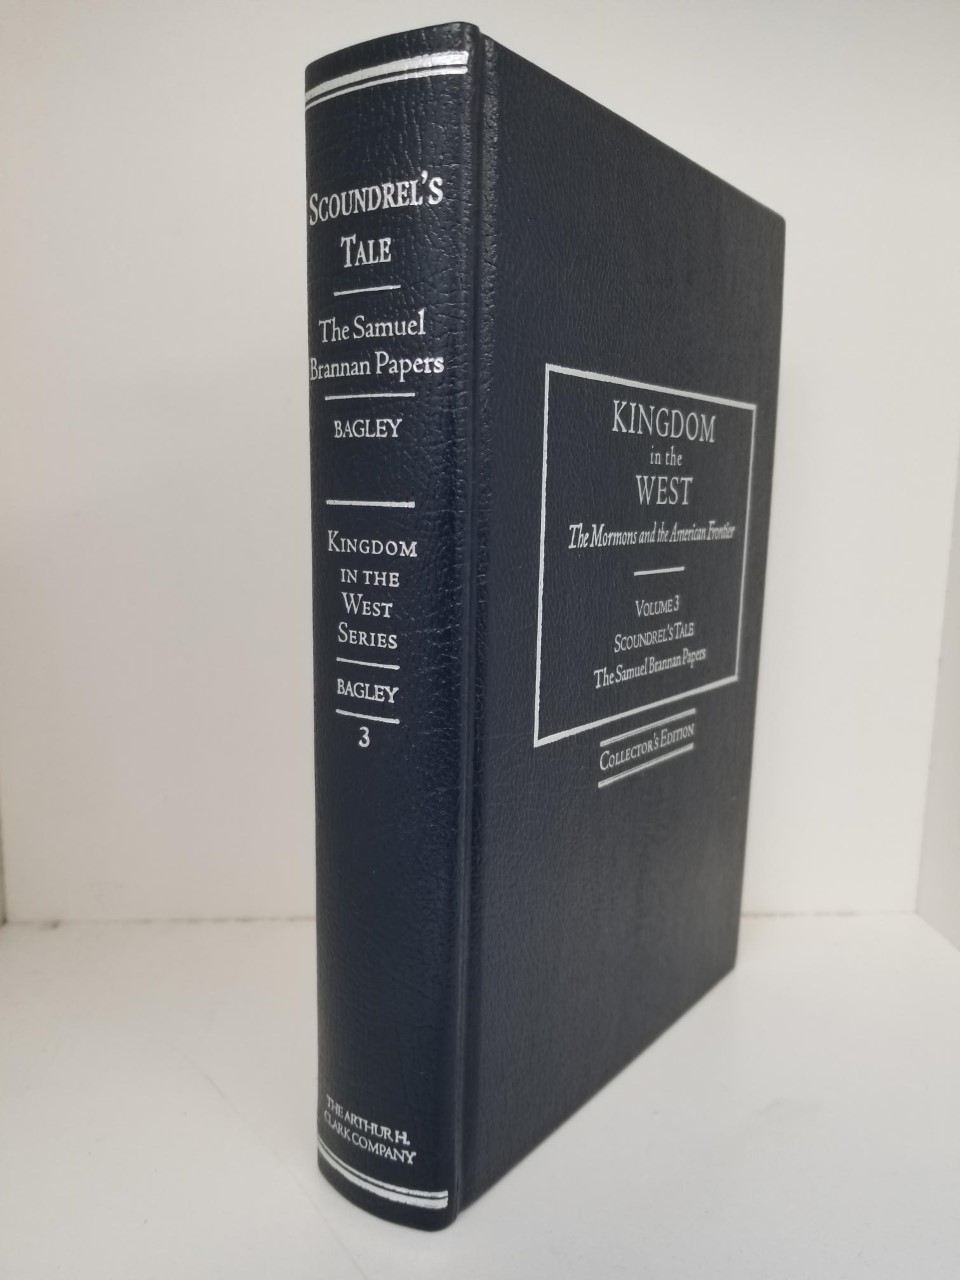 SCOUNDREL'S
TALE
The Samuel
Brannan Papers
BAGLEY
KINGDOM
IN THE
WEST
SERIES
BAGLEY
3
THE ARTHUR H.
CLARK COMPANY
KINGDOM
in the
WEST
The Mormons and the American Frontier
VOLUME 3
SCOUNDREL'S TALE
The Samuel Brannan Papers
COLLECTOR'S EDITION